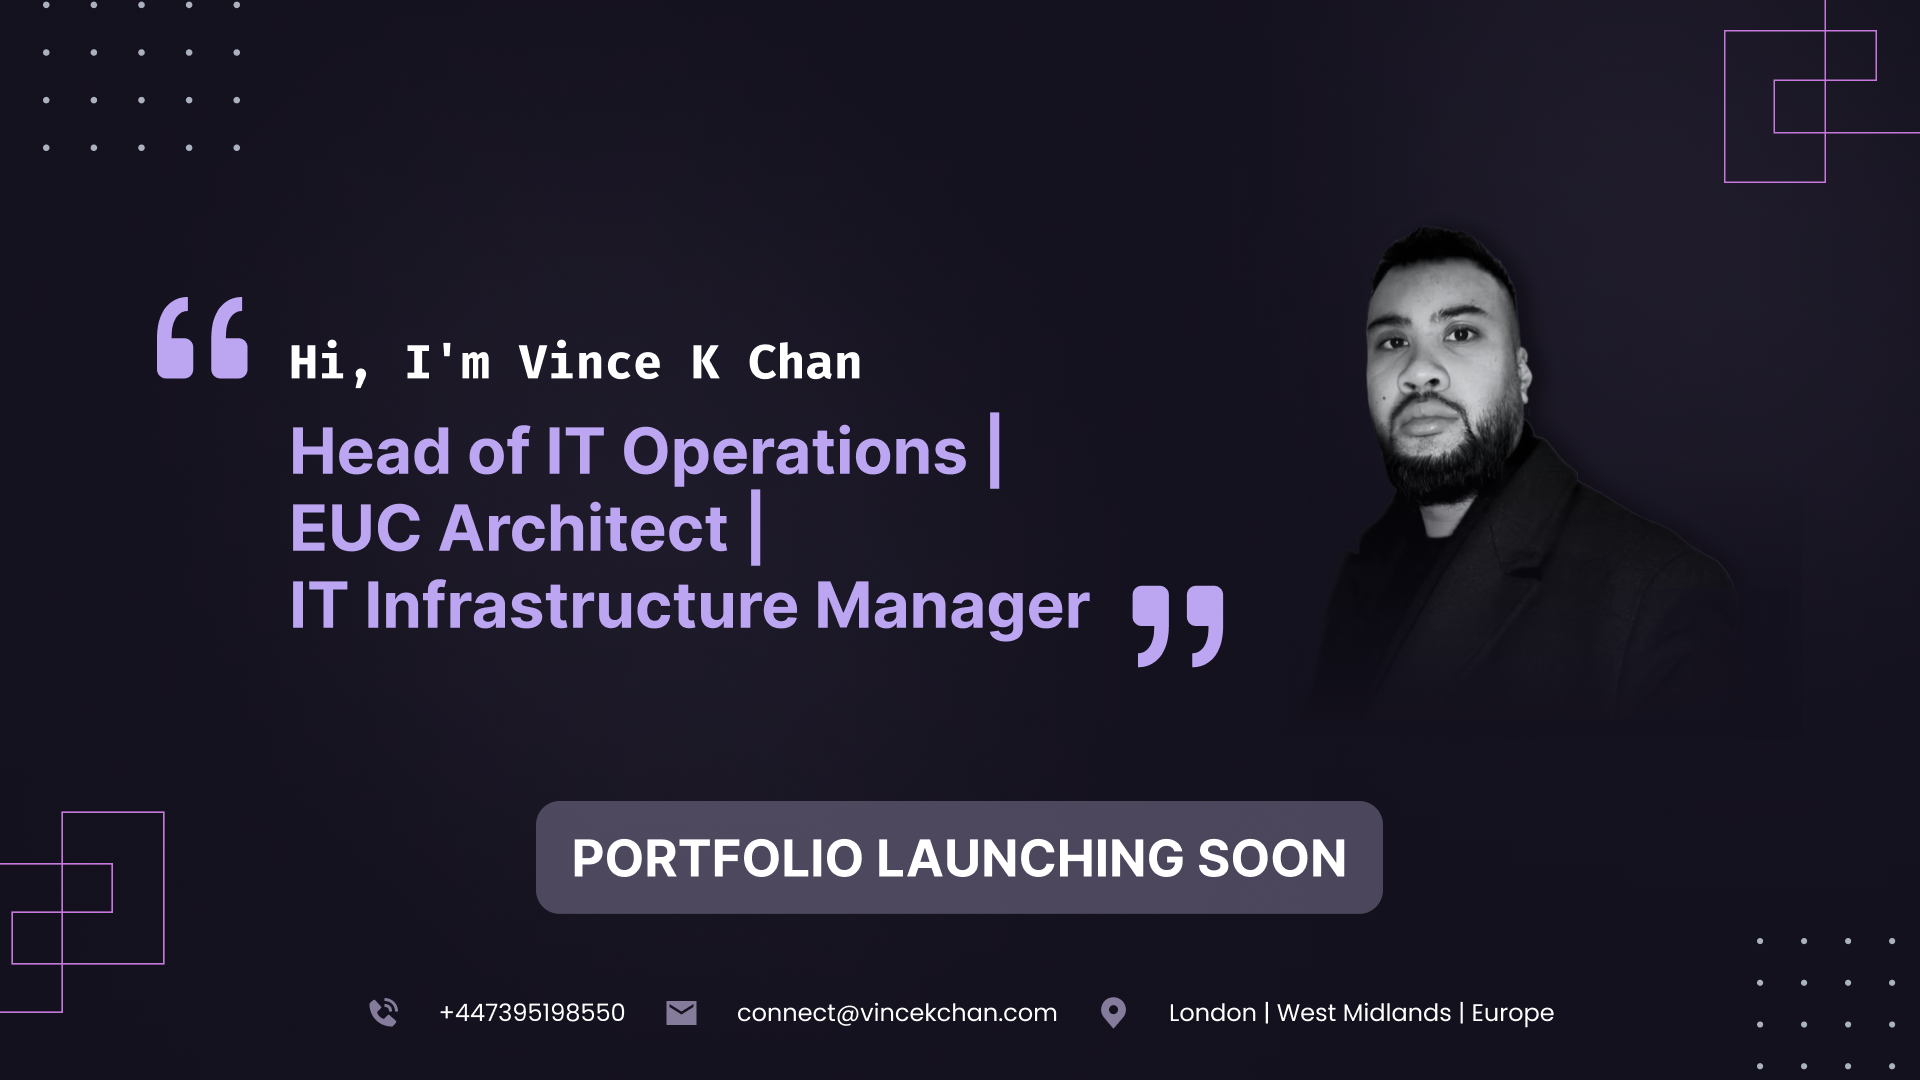 Hi, I'm Vince K Chan
Head of IT Operations |
EUC Architect |
IT Infrastructure Manager
PORTFOLIO LAUNCHING SOON
+447395198550
connect@vincekchan.com
London | West Midlands | Europe